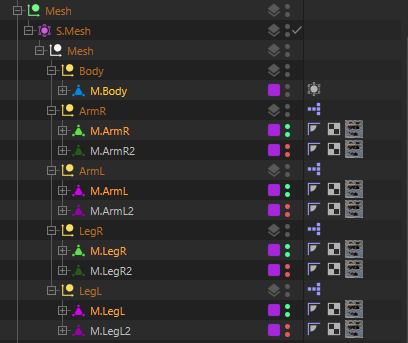 Mesh
S.Mesh
Mesh
Body
M.Body
ArmR
M.ArmR
M.ArmR2
ArmL
M.ArmL
M.ArmL2
LegR
M.LegR
M.LegR2
LegL
M.LegL
M.LegL2